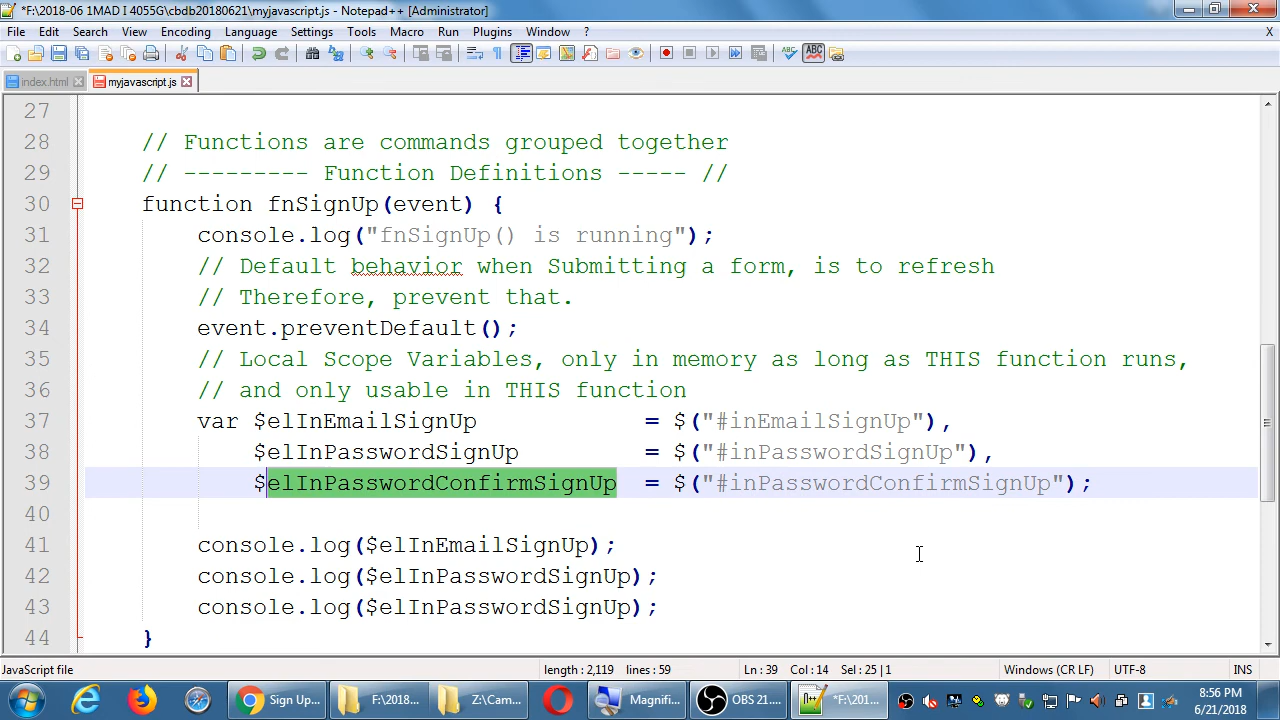 *F:\2018-06 1MAD I 4055G\cbdb20180621\myjavascript.js - Notepad++ [Administrator]
File Edit Search View Encoding Language Settings Tools Macro Run Plugins Window ? X
index.html myjavascript.js
27
28 // Functions are commands grouped together
29 // --------- Function Definitions ----- //
30 function fnSignUp(event) {
31 console.log("fnSignUp() is running");
32 // Default behavior when Submitting a form, is to refresh
33 // Therefore, prevent that.
34 event.preventDefault();
35 // Local Scope Variables, only in memory as long as THIS function runs,
36 // and only usable in THIS function
37 var $elInEmailSignUp = $("#inEmailSignUp"),
38 $elInPasswordSignUp = $("#inPasswordSignUp"),
39 $elInPasswordConfirmSignUp = $("#inPasswordConfirmSignUp");
40
41 console.log($elInEmailSignUp);
42 console.log($elInPasswordSignUp);
43 console.log($elInPasswordSignUp);
44 }
JavaScript file length : 2,119 lines : 59 Ln : 39 Col : 14 Sel : 25 | 1 Windows (CR LF) UTF-8 INS
Sign Up... F:\2018... Z:\Cam... Magnifi... OBS 21.... *F:\201... 8:56 PM
6/21/2018